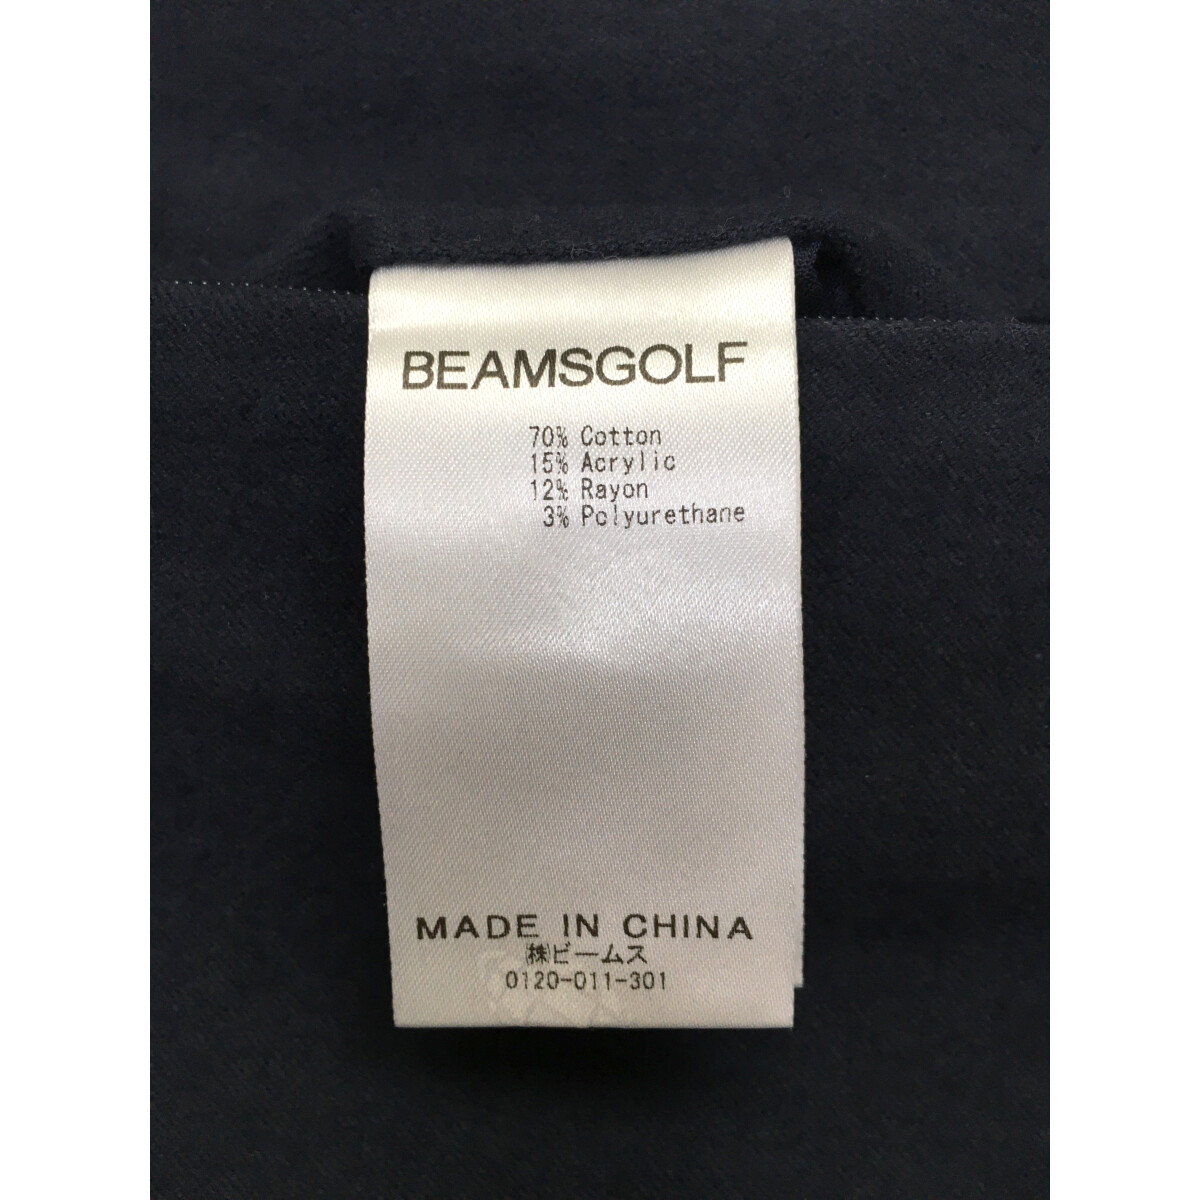 BEAMSGOLF
70% Cotton
15% Acrylic
12% Rayon
3% Polyurethane
MADE IN CHINA
㈱ビームス
0120-011-301